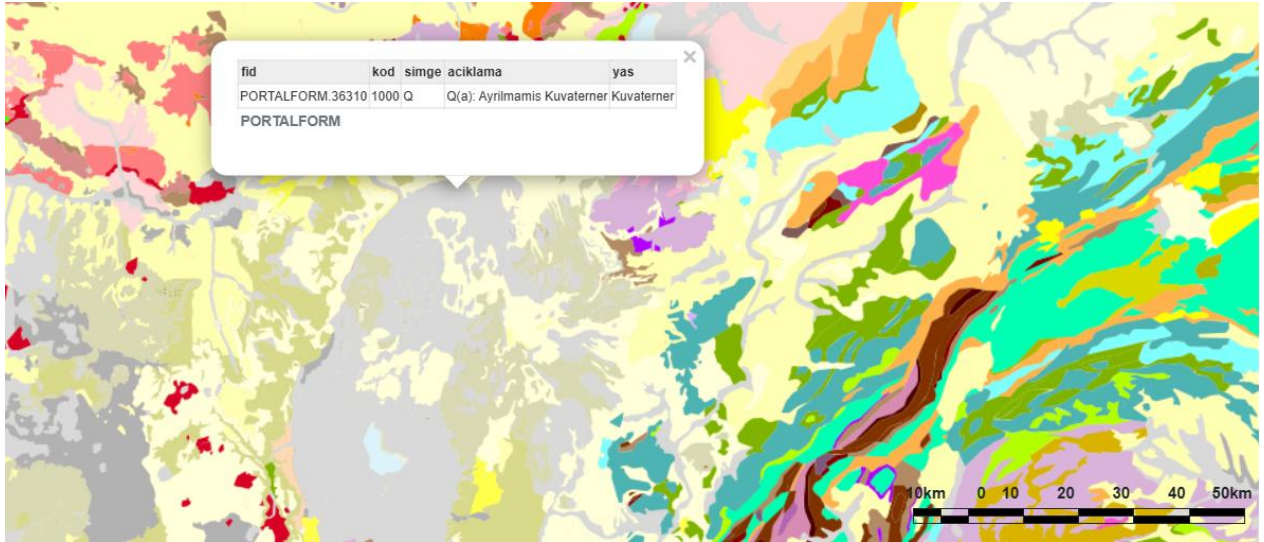 ×
fid kod simge aciklama yas
PORTALFORM.36310 1000 Q Q(a): Ayrilmamis Kuvaterner Kuvaterner
PORTALFORM
10km 0 10 20 30 40 50km